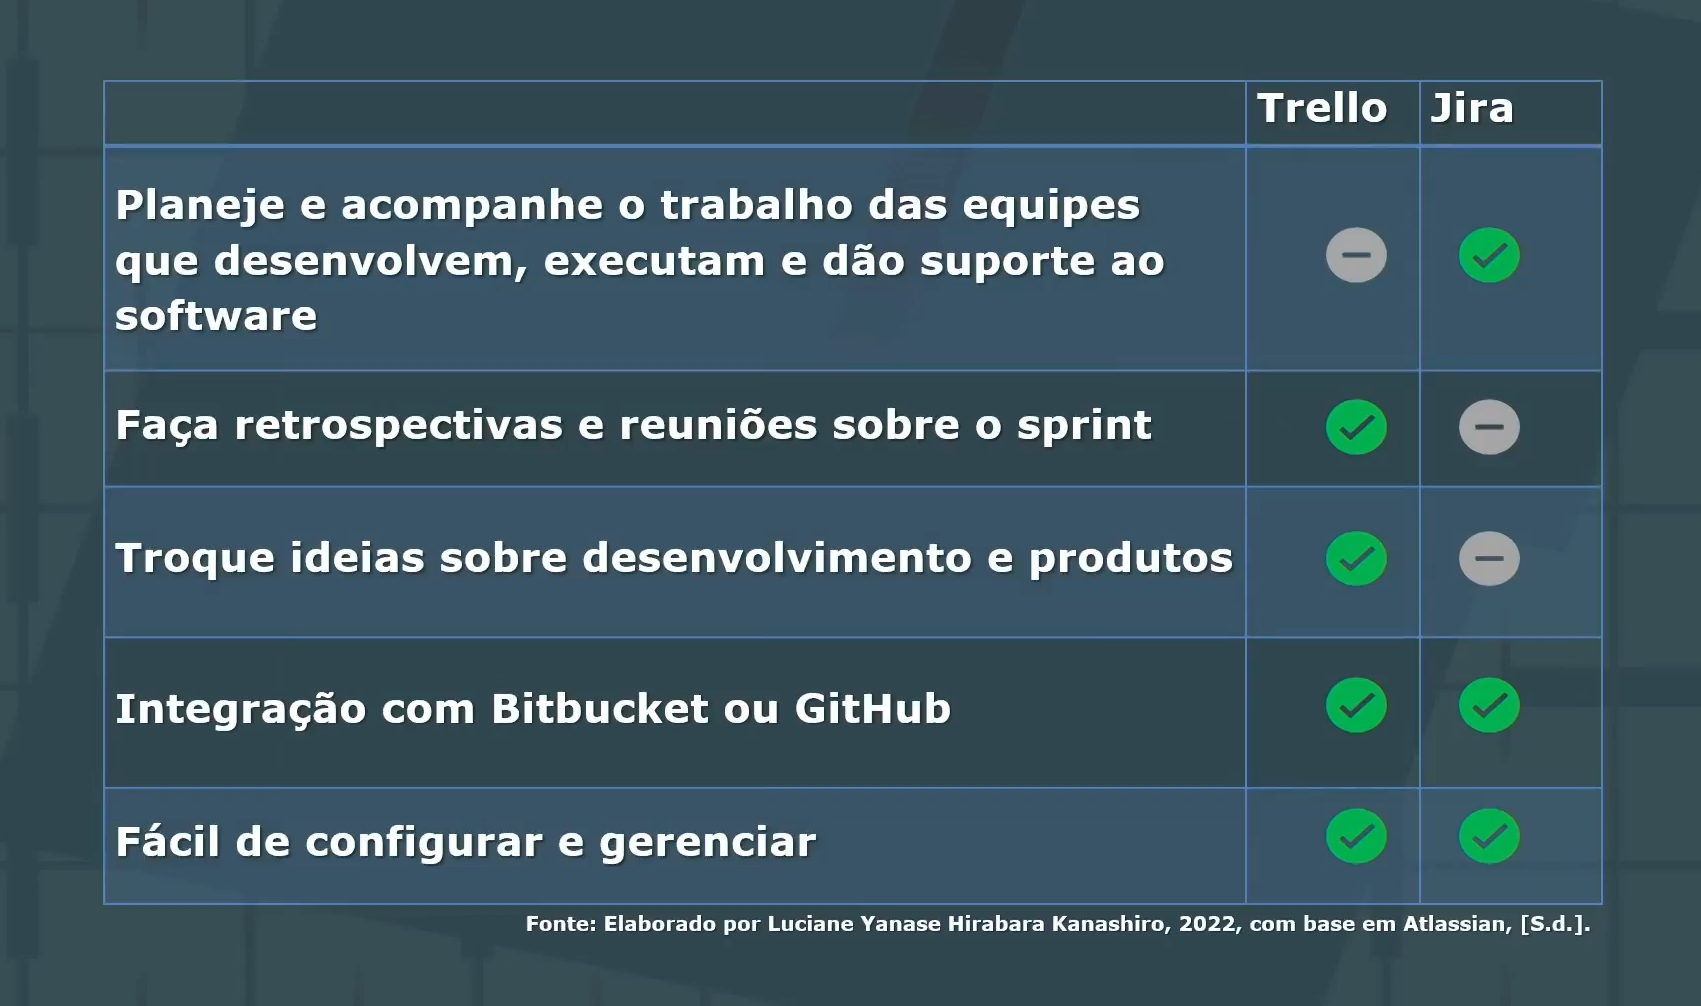 Trello Jira
Planeje e acompanhe o trabalho das equipes
que desenvolvem, executam e dão suporte ao
software
Faça retrospectivas e reuniões sobre o sprint
Troque ideias sobre desenvolvimento e produtos
Integração com Bitbucket ou GitHub
Fácil de configurar e gerenciar
Fonte: Elaborado por Luciane Yanase Hirabara Kanashiro, 2022, com base em Atlassian, [S.d.].